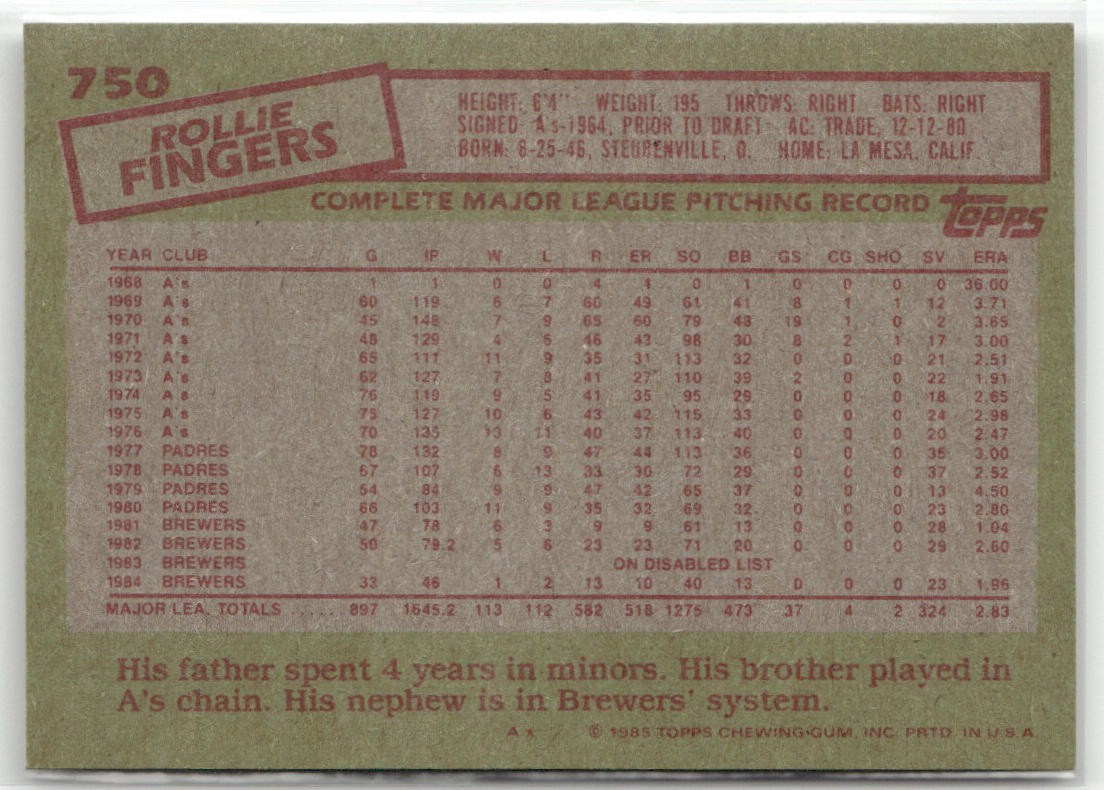 750
ROLLIE
FINGERS
HEIGHT: 6'4" WEIGHT: 195 THROWS: RIGHT BATS: RIGHT
SIGNED: A's-1964, PRIOR TO DRAFT AC: TRADE, 12-12-80
BORN: 8-25-46, STEUBENVILLE, O. HOME: LA MESA, CALIF.
COMPLETE MAJOR LEAGUE PITCHING RECORD
TOPPS
YEAR CLUB G IP W L R ER SO BB GS CG SHO SV ERA
1968 A's 1 1 0 0 4 4 0 1 0 0 0 0 36.00
1969 A's 60 119 6 7 60 49 61 41 8 1 1 12 3.71
1970 A's 45 148 7 9 65 60 79 48 19 1 0 2 3.65
1971 A's 48 129 4 6 46 43 98 30 8 2 1 17 3.00
1972 A's 65 111 11 9 35 31 113 32 0 0 0 21 2.51
1973 A's 62 127 7 8 41 27 110 39 2 0 0 22 1.91
1974 A's 76 119 9 5 41 35 95 29 0 0 0 18 2.65
1975 A's 75 127 10 6 43 42 115 33 0 0 0 24 2.98
1976 A's 70 135 13 11 40 37 113 40 0 0 0 20 2.47
1977 PADRES 78 132 8 9 47 44 113 36 0 0 0 35 3.00
1978 PADRES 67 107 6 13 33 30 72 29 0 0 0 37 2.52
1979 PADRES 54 84 9 9 47 42 65 37 0 0 0 13 4.50
1980 PADRES 66 103 11 9 35 32 69 32 0 0 0 23 2.80
1981 BREWERS 47 78 6 3 9 9 61 13 0 0 0 28 1.04
1982 BREWERS 50 79.2 5 6 23 23 71 20 0 0 0 29 2.60
1983 BREWERS ON DISABLED LIST
1984 BREWERS 33 46 1 2 13 10 40 13 0 0 0 23 1.96
MAJOR LEA. TOTALS ..... 897 1645.2 113 112 582 518 1275 473 37 4 2 324 2.83
His father spent 4 years in minors. His brother played in
A's chain. His nephew is in Brewers' system.
A* © 1985 TOPPS CHEWING GUM, INC. PRTD. IN U.S.A.